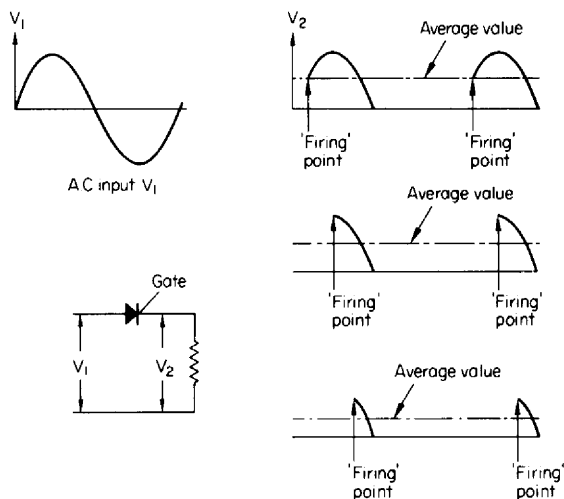 V1
AC input V1
Gate
V1
V2
V2
Average value
'Firing'
point
'Firing'
point
Average value
'Firing'
point
'Firing'
point
Average value
'Firing'
point
'Firing'
point